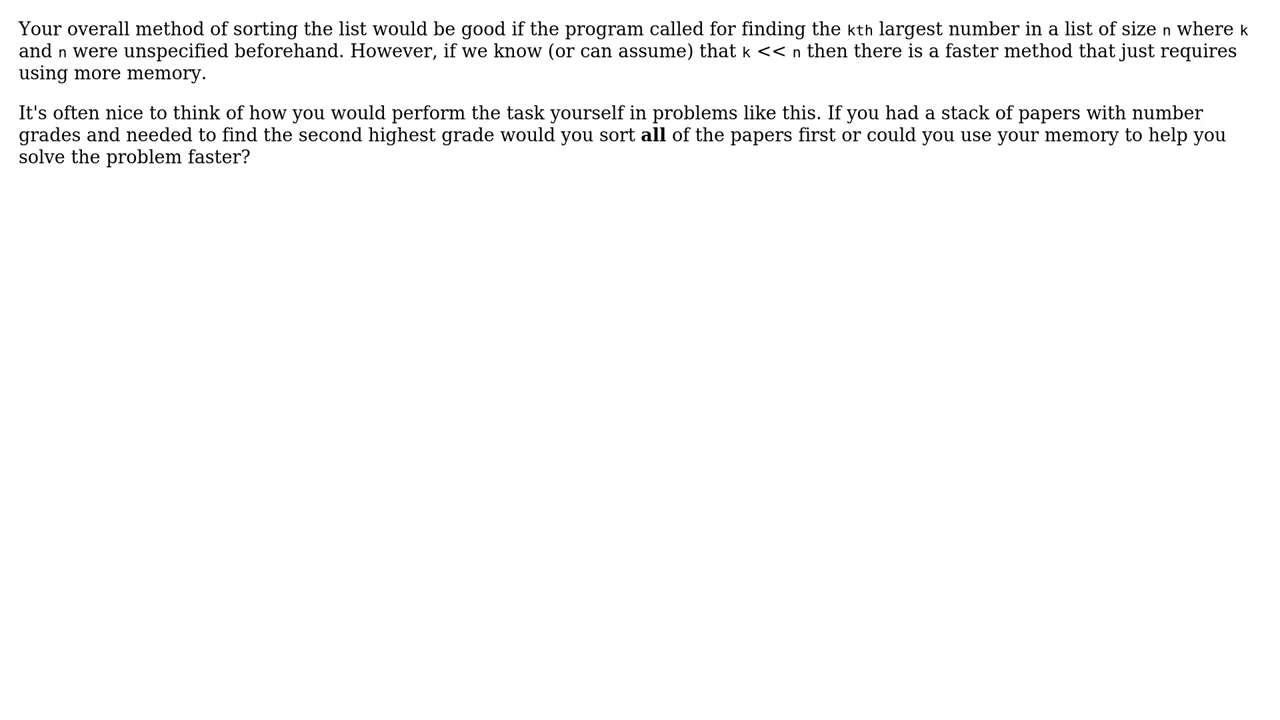 Your overall method of sorting the list would be good if the program called for finding the kth largest number in a list of size n where k
and n were unspecified beforehand. However, if we know (or can assume) that k << n then there is a faster method that just requires
using more memory.
It's often nice to think of how you would perform the task yourself in problems like this. If you had a stack of papers with number
grades and needed to find the second highest grade would you sort all of the papers first or could you use your memory to help you
solve the problem faster?